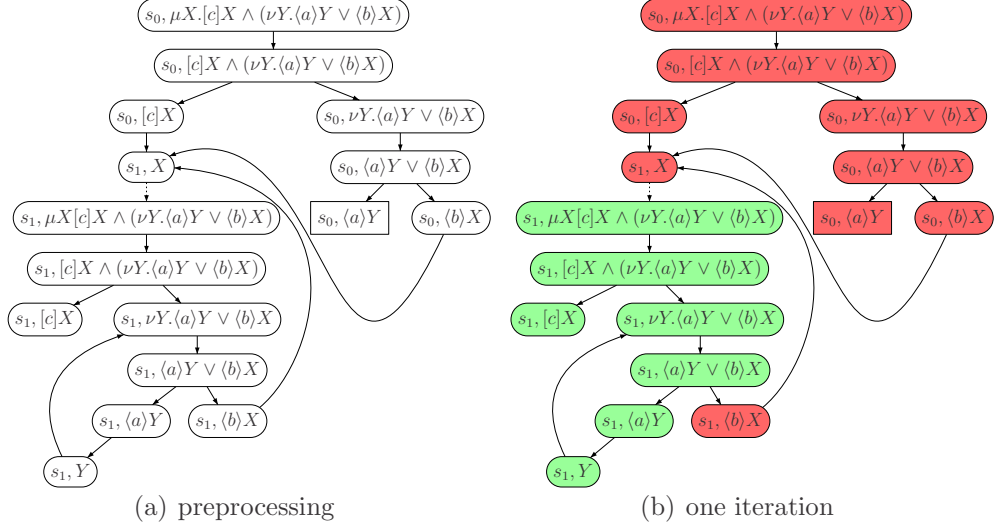 s₀, μX.[c]X ∧ (νY.⟨a⟩Y ∨ ⟨b⟩X)
s₀, [c]X ∧ (νY.⟨a⟩Y ∨ ⟨b⟩X)
s₀, [c]X
s₀, νY.⟨a⟩Y ∨ ⟨b⟩X
s₁, X
s₀, ⟨a⟩Y ∨ ⟨b⟩X
s₁, μX[c]X ∧ (νY.⟨a⟩Y ∨ ⟨b⟩X)
s₀, ⟨a⟩Y
s₀, ⟨b⟩X
s₁, [c]X ∧ (νY.⟨a⟩Y ∨ ⟨b⟩X)
s₁, [c]X
s₁, νY.⟨a⟩Y ∨ ⟨b⟩X
s₁, ⟨a⟩Y ∨ ⟨b⟩X
s₁, ⟨a⟩Y
s₁, ⟨b⟩X
s₁, Y
(a) preprocessing
s₀, μX.[c]X ∧ (νY.⟨a⟩Y ∨ ⟨b⟩X)
s₀, [c]X ∧ (νY.⟨a⟩Y ∨ ⟨b⟩X)
s₀, [c]X
s₀, νY.⟨a⟩Y ∨ ⟨b⟩X
s₁, X
s₀, ⟨a⟩Y ∨ ⟨b⟩X
s₁, μX[c]X ∧ (νY.⟨a⟩Y ∨ ⟨b⟩X)
s₀, ⟨a⟩Y
s₀, ⟨b⟩X
s₁, [c]X ∧ (νY.⟨a⟩Y ∨ ⟨b⟩X)
s₁, [c]X
s₁, νY.⟨a⟩Y ∨ ⟨b⟩X
s₁, ⟨a⟩Y ∨ ⟨b⟩X
s₁, ⟨a⟩Y
s₁, ⟨b⟩X
s₁, Y
(b) one iteration